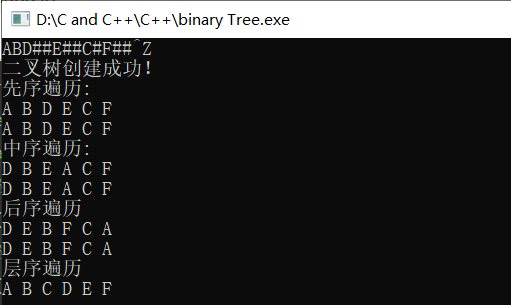 D:\C and C++\C++\binary Tree.exe
ABD##E##C#F##^Z
二叉树创建成功！
先序遍历:
A B D E C F
A B D E C F
中序遍历:
D B E A C F
D B E A C F
后序遍历
D E B F C A
D E B F C A
层序遍历
A B C D E F